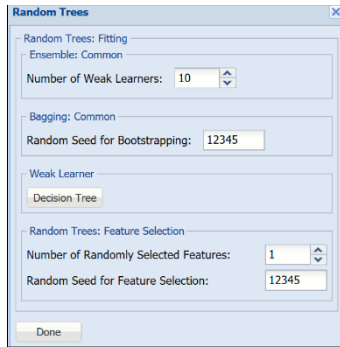 Random Trees
Random Trees: Fitting
Ensemble: Common
Number of Weak Learners: 10
Bagging: Common
Random Seed for Bootstrapping: 12345
Weak Learner
Decision Tree
Random Trees: Feature Selection
Number of Randomly Selected Features: 1
Random Seed for Feature Selection: 12345
Done